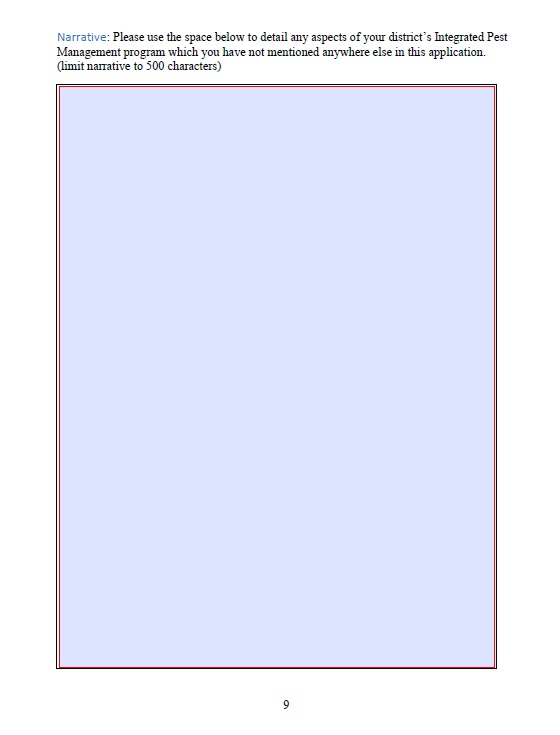 Narrative: Please use the space below to detail any aspects of your district’s Integrated Pest
Management program which you have not mentioned anywhere else in this application.
(limit narrative to 500 characters)
9